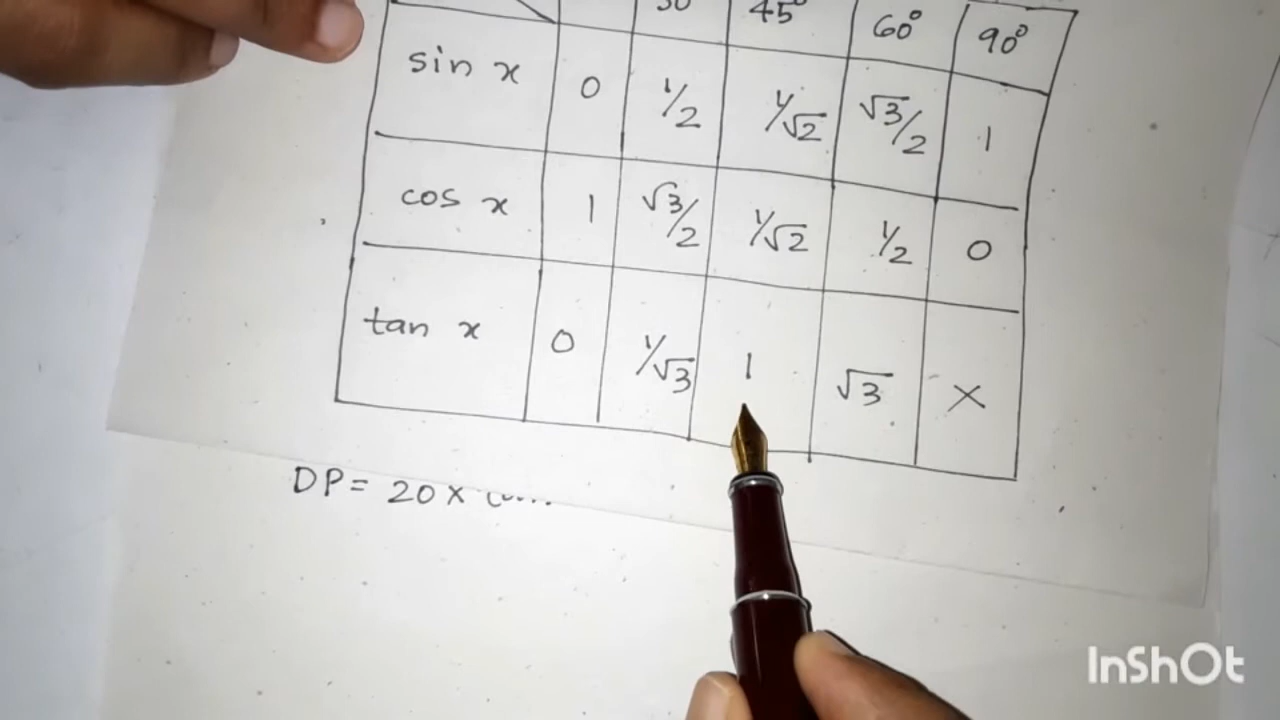 30 45° 60° 90°
sin x 0 1/2 1/√2 √3/2 1
cos x 1 √3/2 1/√2 1/2 0
tan x 0 1/√3 1 √3 ×
DP = 20 ×
InShOt